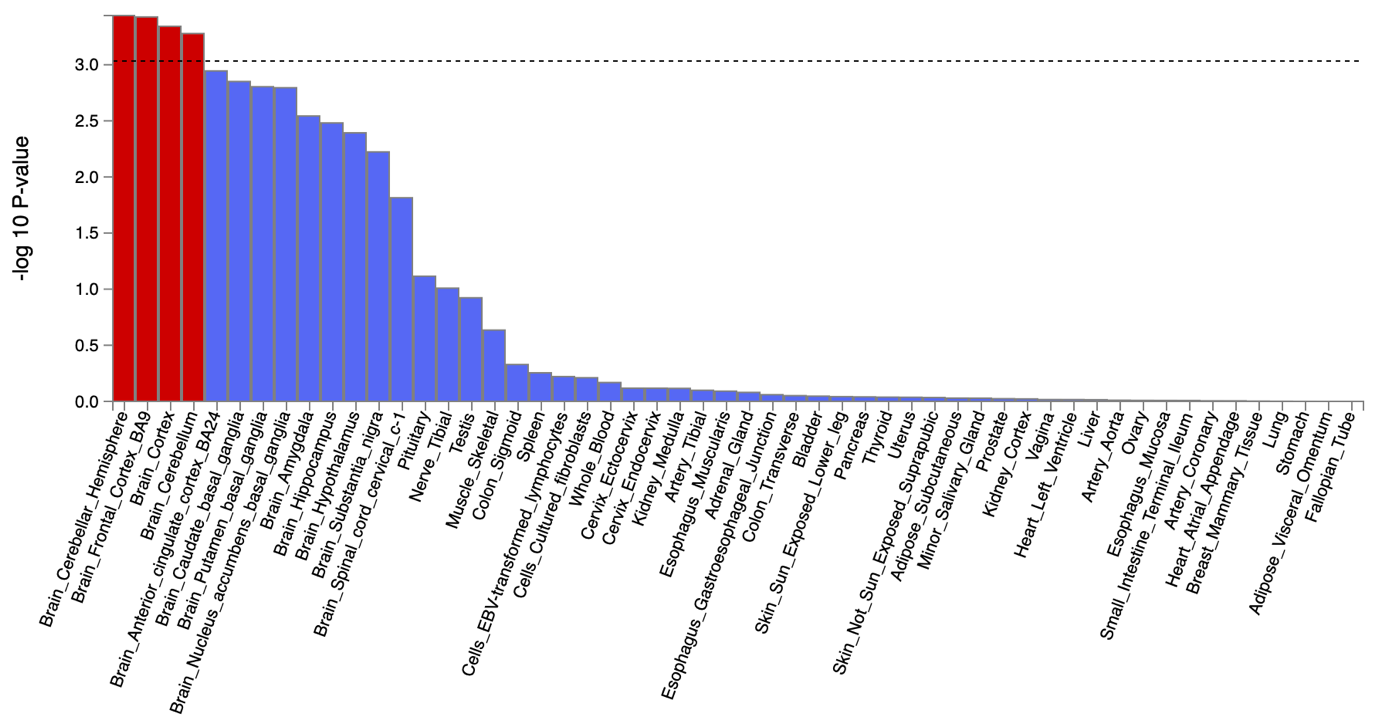 -log 10 P-value
3.0
2.5
2.0
1.5
1.0
0.5
0.0
Brain_Cerebellar_Hemisphere
Brain_Frontal_Cortex_BA9
Brain_Cortex
Brain_Cerebellum
Brain_Anterior_cingulate_cortex_BA24
Brain_Caudate_basal_ganglia
Brain_Putamen_basal_ganglia
Brain_Nucleus_accumbens_basal_ganglia
Brain_Amygdala
Brain_Hippocampus
Brain_Hypothalamus
Brain_Substantia_nigra
Brain_Spinal_cord_cervical_c-1
Pituitary
Nerve_Tibial
Testis
Muscle_Skeletal
Colon_Sigmoid
Spleen
Cells_EBV-transformed_lymphocytes
Cells_Cultured_fibroblasts
Whole_Blood
Cervix_Ectocervix
Cervix_Endocervix
Kidney_Medulla
Artery_Tibial
Esophagus_Muscularis
Adrenal_Gland
Esophagus_Gastroesophageal_Junction
Colon_Transverse
Bladder
Skin_Sun_Exposed_Lower_leg
Pancreas
Thyroid
Uterus
Skin_Not_Sun_Exposed_Suprapubic
Adipose_Subcutaneous
Minor_Salivary_Gland
Prostate
Kidney_Cortex
Vagina
Heart_Left_Ventricle
Liver
Artery_Aorta
Ovary
Esophagus_Mucosa
Small_Intestine_Terminal_Ileum
Artery_Coronary
Heart_Atrial_Appendage
Breast_Mammary_Tissue
Lung
Stomach
Adipose_Visceral_Omentum
Fallopian_Tube